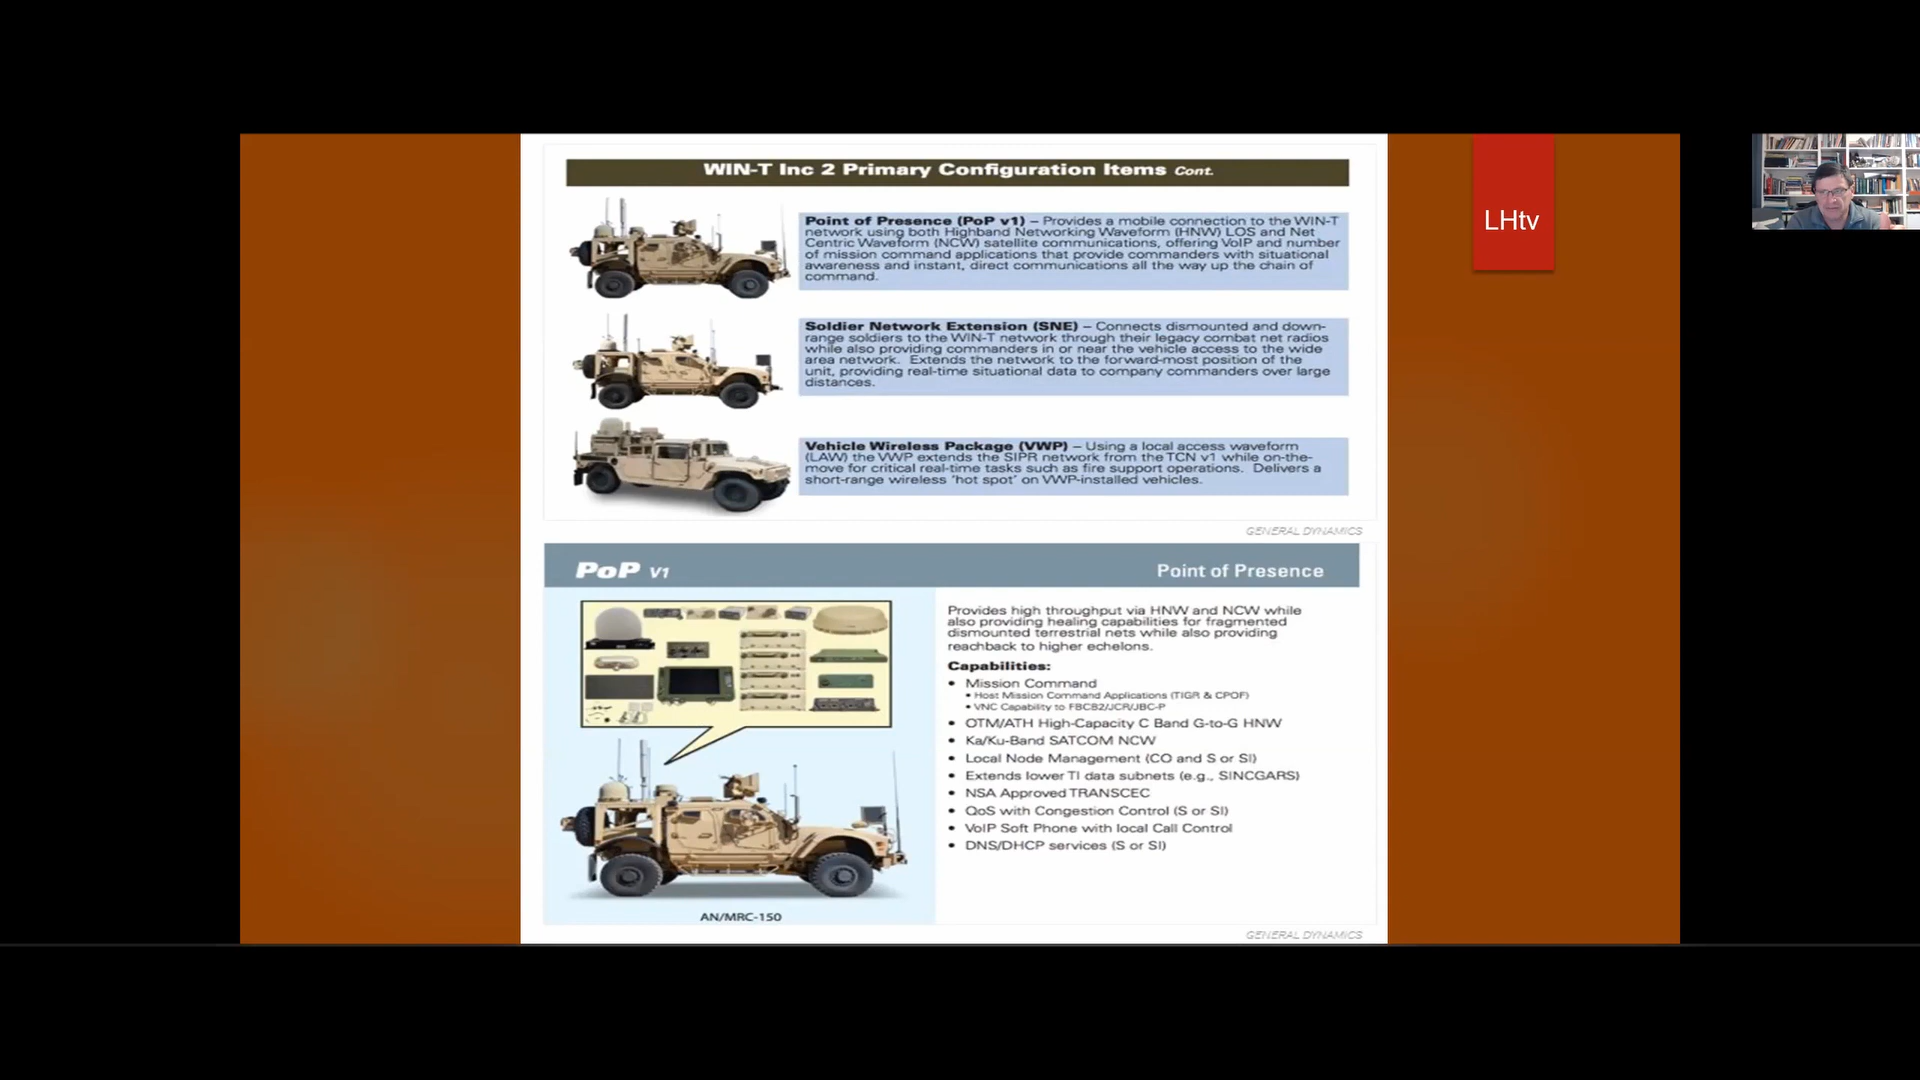 WIN-T Inc 2 Primary Configuration Items Cont.
LHtv
Point of Presence (PoP v1) – Provides a mobile connection to the WIN-T
network using both Highband Networking Waveform (HNW) LOS and Net
Centric Waveform (NCW) satellite communications, offering VoIP and number
of mission command applications that provide commanders with situational
awareness and instant, direct communications all the way up the chain of
command.
Soldier Network Extension (SNE) – Connects dismounted and down-
range soldiers to the WIN-T network through their legacy combat net radios
while also providing commanders in or near the vehicle access to the wide
area network. Extends the network to the forward-most position of the
unit, providing real-time situational data to company commanders over large
distances.
Vehicle Wireless Package (VWP) – Using a local access waveform
(LAW) the VWP extends the SIPR network from the TCN v1 while on-the-
move for critical real-time tasks such as fire support operations. Delivers a
short-range wireless 'hot spot' on VWP-installed vehicles.
GENERAL DYNAMICS
PoP V1
Point of Presence
Provides high throughput via HNW and NCW while
also providing healing capabilities for fragmented
dismounted terrestrial nets while also providing
reachback to higher echelons.
Capabilities:
• Mission Command
• Host Mission Command Applications (TIGR & CPOF)
• VNC Capability to FBCB2/JCR/JBC-P
• OTM/ATH High-Capacity C Band G-to-G HNW
• Ka/Ku-Band SATCOM NCW
• Local Node Management (CO and S or SI)
• Extends lower TI data subnets (e.g., SINCGARS)
• NSA Approved TRANSCEC
• QoS with Congestion Control (S or SI)
• VoIP Soft Phone with local Call Control
• DNS/DHCP services (S or SI)
AN/MRC-150
GENERAL DYNAMICS